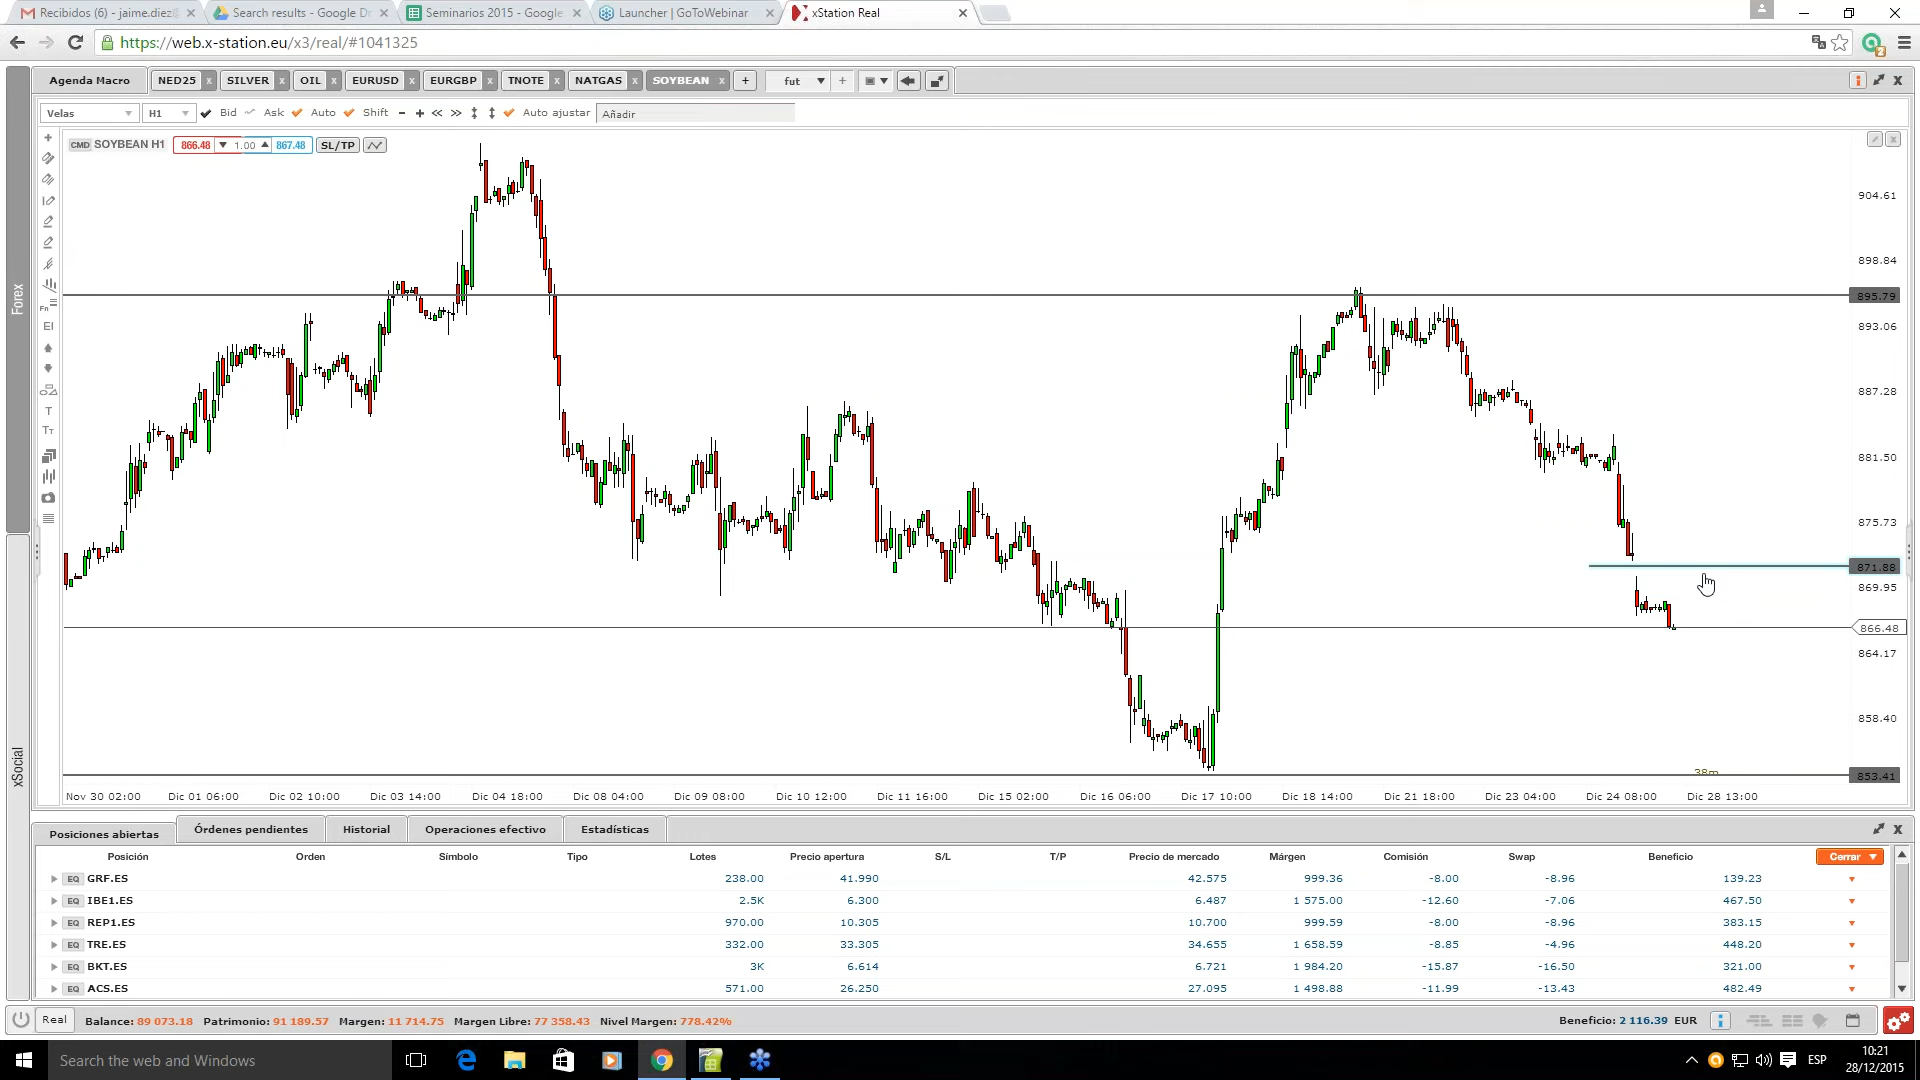 Recibidos (6) - jaime.diez@
Search results - Google Dr
Seminarios 2015 - Google
Launcher | GoToWebinar
xStation Real
https://web.x-station.eu/x3/real/#1041325
Agenda Macro NED25 x SILVER x OIL x EURUSD x EURGBP x TNOTE x NATGAS x SOYBEAN x + fut
Velas H1 Bid Ask Auto Shift Auto ajustar Añadir
CMD SOYBEAN H1 866.48 1.00 867.48 SL/TP
Forex
xSocial
Fn
EI
T
TT
904.61
898.84
895.79
893.06
887.28
881.50
875.73
871.88
869.95
866.48
864.17
858.40
38m
853.41
Nov 30 02:00 Dic 01 06:00 Dic 02 10:00 Dic 03 14:00 Dic 04 18:00 Dic 08 04:00 Dic 09 08:00 Dic 10 12:00 Dic 11 16:00 Dic 15 02:00 Dic 16 06:00 Dic 17 10:00 Dic 18 14:00 Dic 21 18:00 Dic 23 04:00 Dic 24 08:00 Dic 28 13:00
Posiciones abiertas Órdenes pendientes Historial Operaciones efectivo Estadísticas
Posición Orden Símbolo Tipo Lotes Precio apertura S/L T/P Precio de mercado Márgen Comisión Swap Beneficio Cerrar
EQ GRF.ES 238.00 41.990 42.575 999.36 -8.00 -8.96 139.23
EQ IBE1.ES 2.5K 6.300 6.487 1 575.00 -12.60 -7.06 467.50
EQ REP1.ES 970.00 10.305 10.700 999.59 -8.00 -8.96 383.15
EQ TRE.ES 332.00 33.305 34.655 1 658.59 -8.85 -4.96 448.20
EQ BKT.ES 3K 6.614 6.721 1 984.20 -15.87 -16.50 321.00
EQ ACS.ES 571.00 26.250 27.095 1 498.88 -11.99 -13.43 482.49
Real Balance: 89 073.18 Patrimonio: 91 189.57 Margen: 11 714.75 Margen Libre: 77 358.43 Nivel Margen: 778.42% Beneficio: 2 116.39 EUR
Search the web and Windows
ESP
10:21
28/12/2015